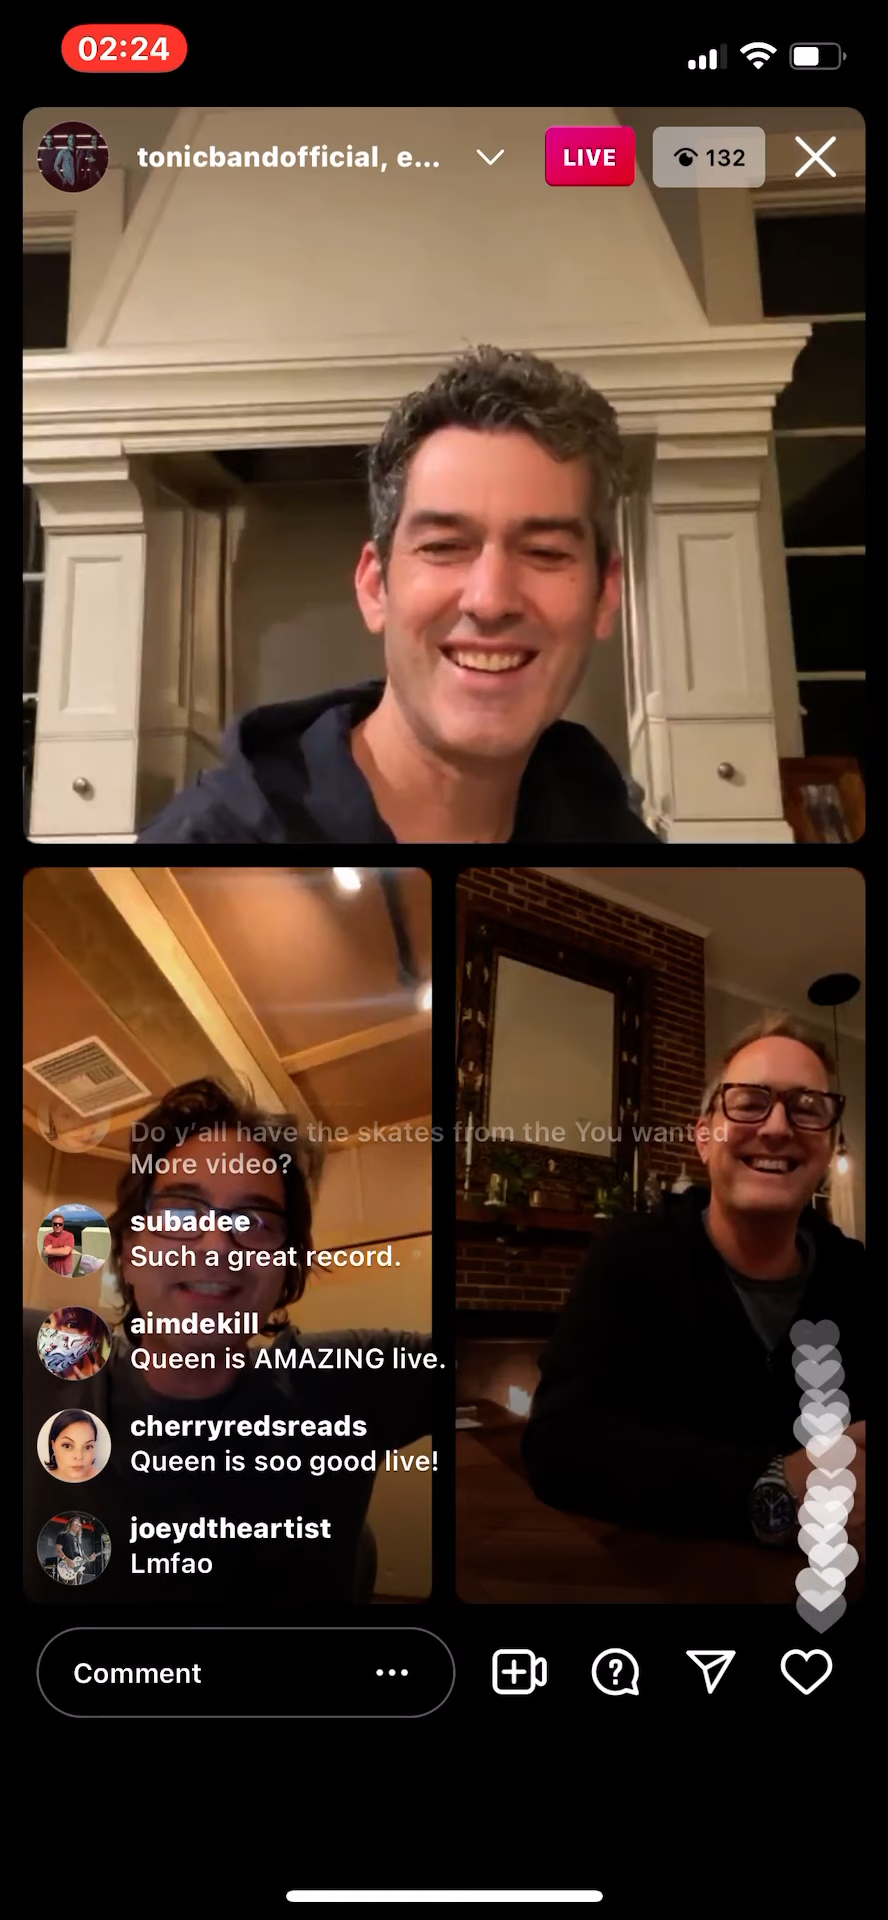 02:24
tonicbandofficial, e...
LIVE
132
Do y'all have the skates from the You wanted
More video?
subadee
Such a great record.
aimdekill
Queen is AMAZING live.
cherryredsreads
Queen is soo good live!
joeydtheartist
Lmfao
Comment